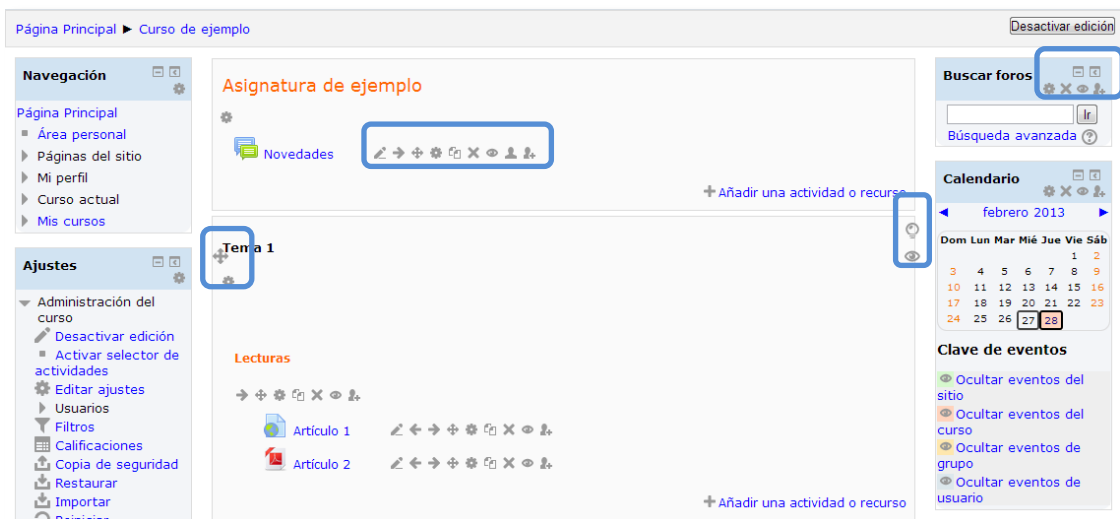 Página Principal ► Curso de ejemplo
Desactivar edición
Navegación
Página Principal
Área personal
Páginas del sitio
Mi perfil
Curso actual
Mis cursos
Ajustes
Administración del
curso
Desactivar edición
Activar selector de
actividades
Editar ajustes
Usuarios
Filtros
Calificaciones
Copia de seguridad
Restaurar
Importar
Reiniciar
Asignatura de ejemplo
Novedades
Añadir una actividad o recurso
Tema 1
Lecturas
Artículo 1
Artículo 2
Añadir una actividad o recurso
Buscar foros
Ir
Búsqueda avanzada
Calendario
◄ febrero 2013 ►
Dom Lun Mar Mié Jue Vie Sáb
1 2
3 4 5 6 7 8 9
10 11 12 13 14 15 16
17 18 19 20 21 22 23
24 25 26 27 28
Clave de eventos
Ocultar eventos del
sitio
Ocultar eventos del
curso
Ocultar eventos de
grupo
Ocultar eventos de
usuario